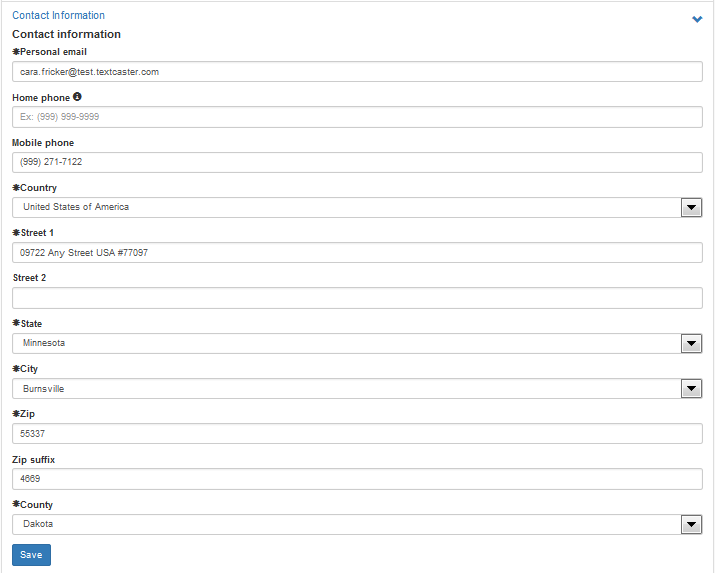 Contact Information
Contact information
✱Personal email
cara.fricker@test.textcaster.com
Home phone
Ex: (999) 999-9999
Mobile phone
(999) 271-7122
✱Country
United States of America
✱Street 1
09722 Any Street USA #77097
Street 2
✱State
Minnesota
✱City
Burnsville
✱Zip
55337
Zip suffix
4669
✱County
Dakota
Save